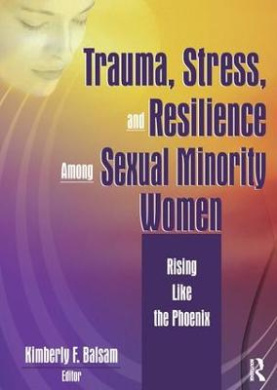 Trauma, Stress,
and Resilience
Among Sexual Minority
Women
Rising
Like
the Phoenix
Kimberly F. Balsam
Editor
R